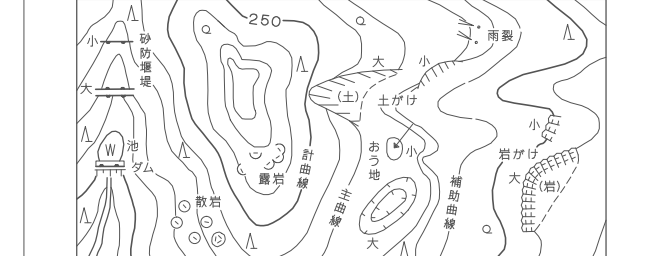 250
小
砂防堰堤
大
W
池
ダム
散岩
露岩
計曲線
主曲線
大
小
(土)
土がけ
雨裂
おう地
小
大
補助曲線
小
岩がけ
大
(岩)